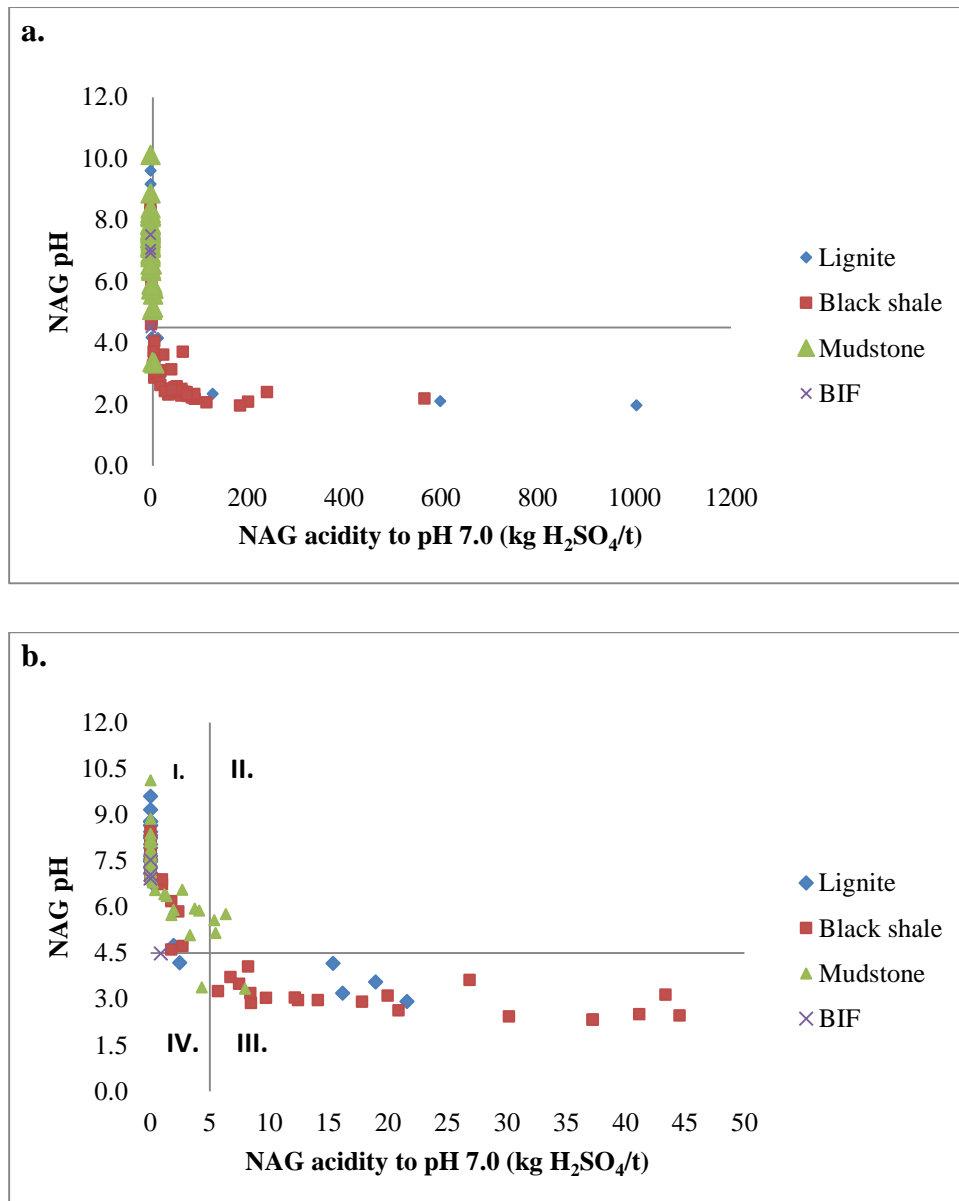 a.
12.0
10.0
8.0
6.0
4.0
2.0
0.0
NAG pH
0 200 400 600 800 1000 1200
NAG acidity to pH 7.0 (kg H₂SO₄/t)
Lignite
Black shale
Mudstone
BIF
b.
12.0
10.5
9.0
7.5
6.0
4.5
3.0
1.5
0.0
NAG pH
I. II.
IV. III.
0 5 10 15 20 25 30 35 40 45 50
NAG acidity to pH 7.0 (kg H₂SO₄/t)
Lignite
Black shale
Mudstone
BIF